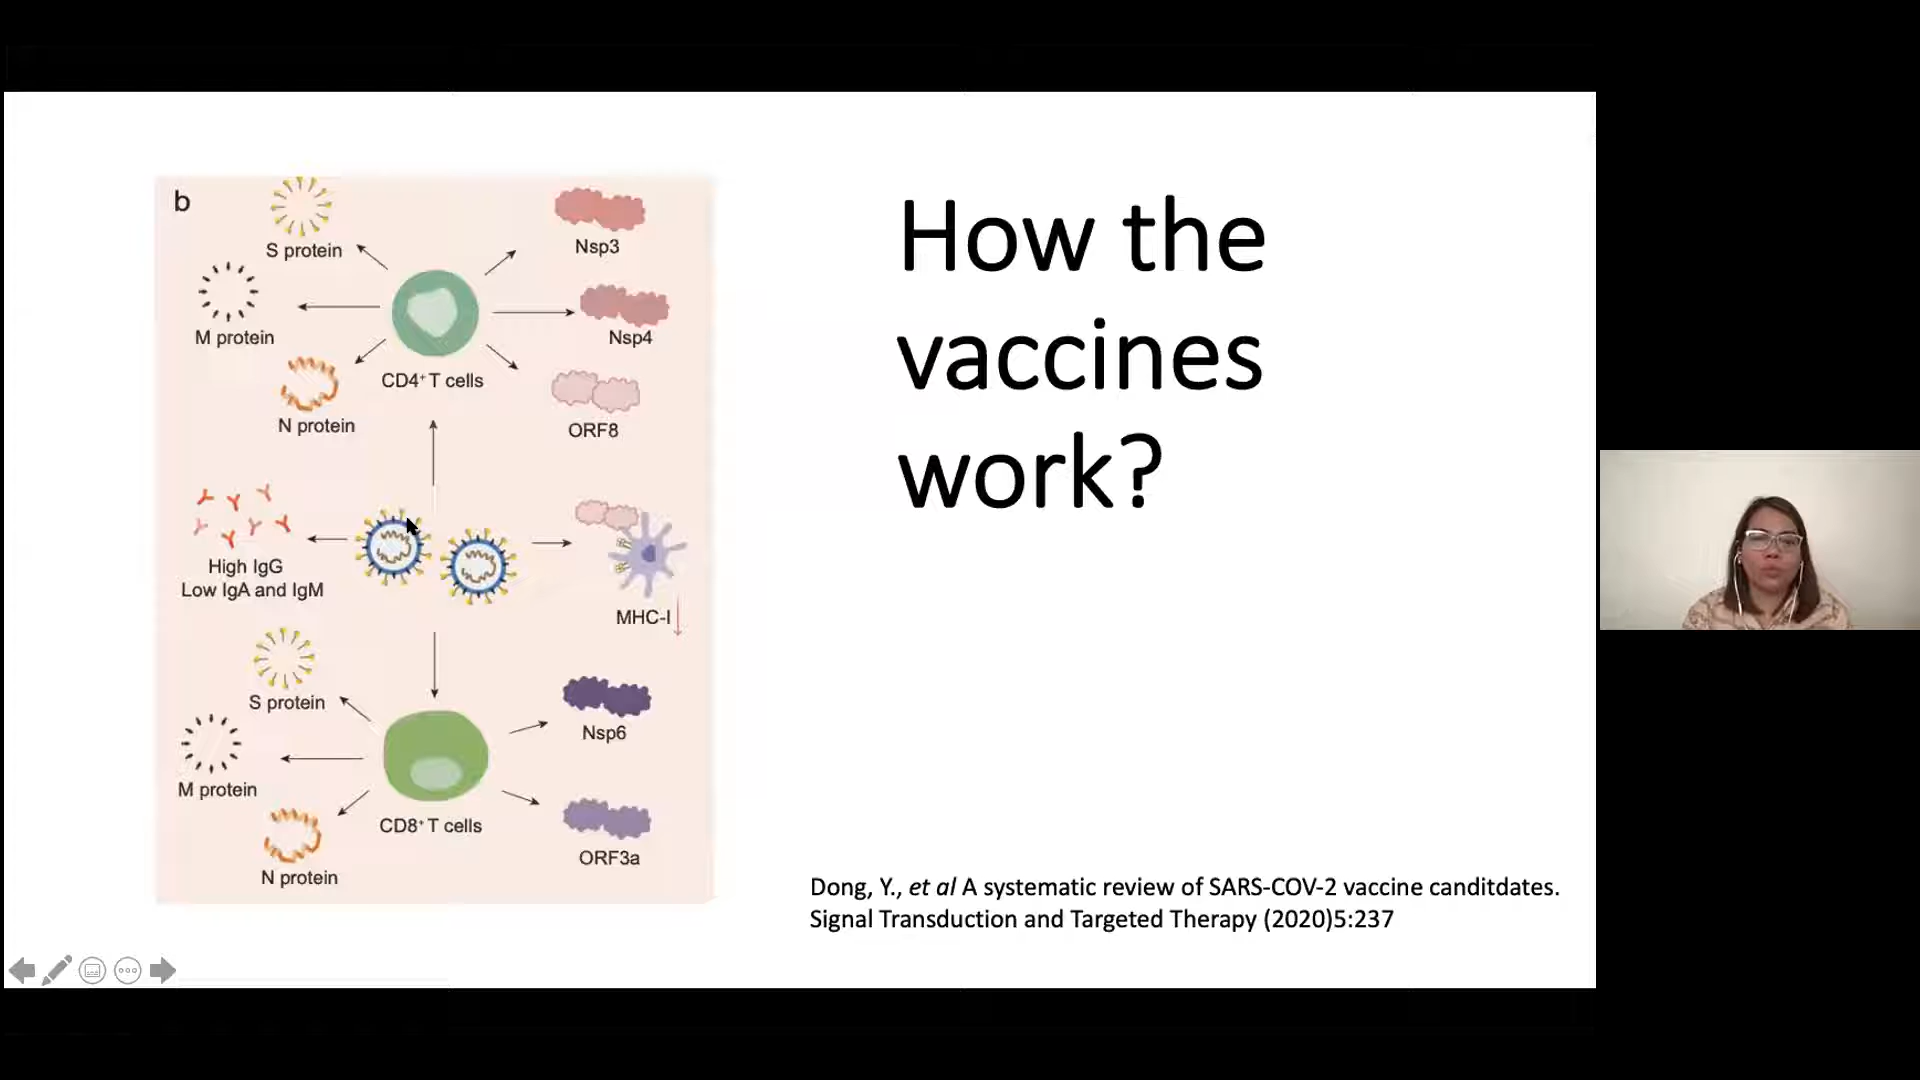 b
S protein
Nsp3
M protein
Nsp4
CD4⁺ T cells
N protein
ORF8
High IgG
Low IgA and IgM
MHC-I
S protein
Nsp6
M protein
CD8⁺ T cells
ORF3a
N protein
How the
vaccines
work?
Dong, Y., et al A systematic review of SARS-COV-2 vaccine canditdates.
Signal Transduction and Targeted Therapy (2020)5:237